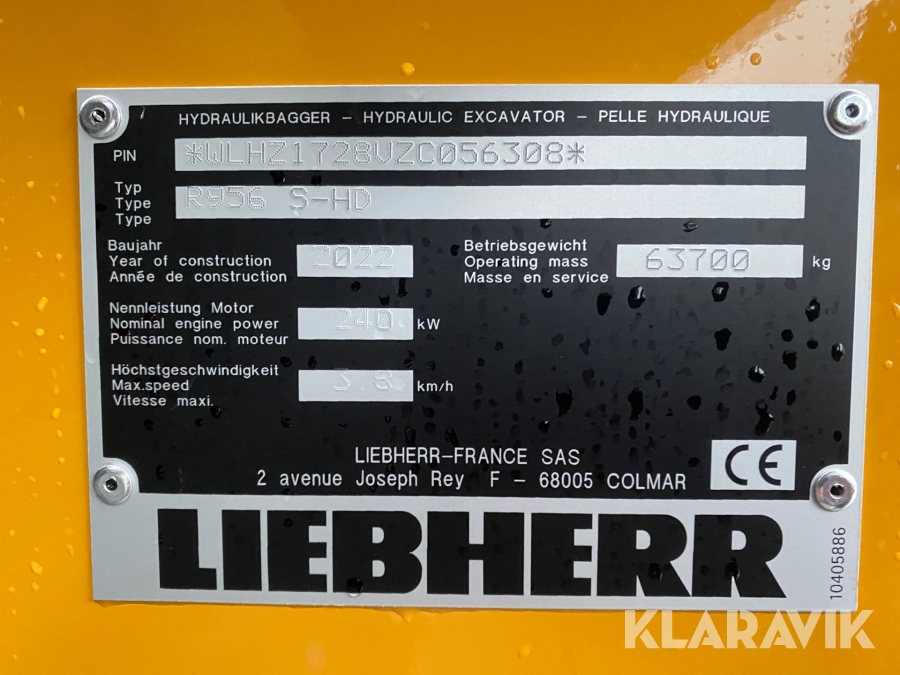 HYDRAULIKBAGGER - HYDRAULIC EXCAVATOR - PELLE HYDRAULIQUE
PIN *WLHZ1728VZC056308*
Typ
Type R956 S-HD
Type
Baujahr
Year of construction 2022
Année de construction
Betriebsgewicht
Operating mass 63700 kg
Masse en service
Nennleistung Motor
Nominal engine power 240 kW
Puissance nom. moteur
Höchstgeschwindigkeit
Max.speed 3.8 km/h
Vitesse maxi.
LIEBHERR-FRANCE SAS
2 avenue Joseph Rey F - 68005 COLMAR
CE
LIEBHERR
10405886
KLARAVIK